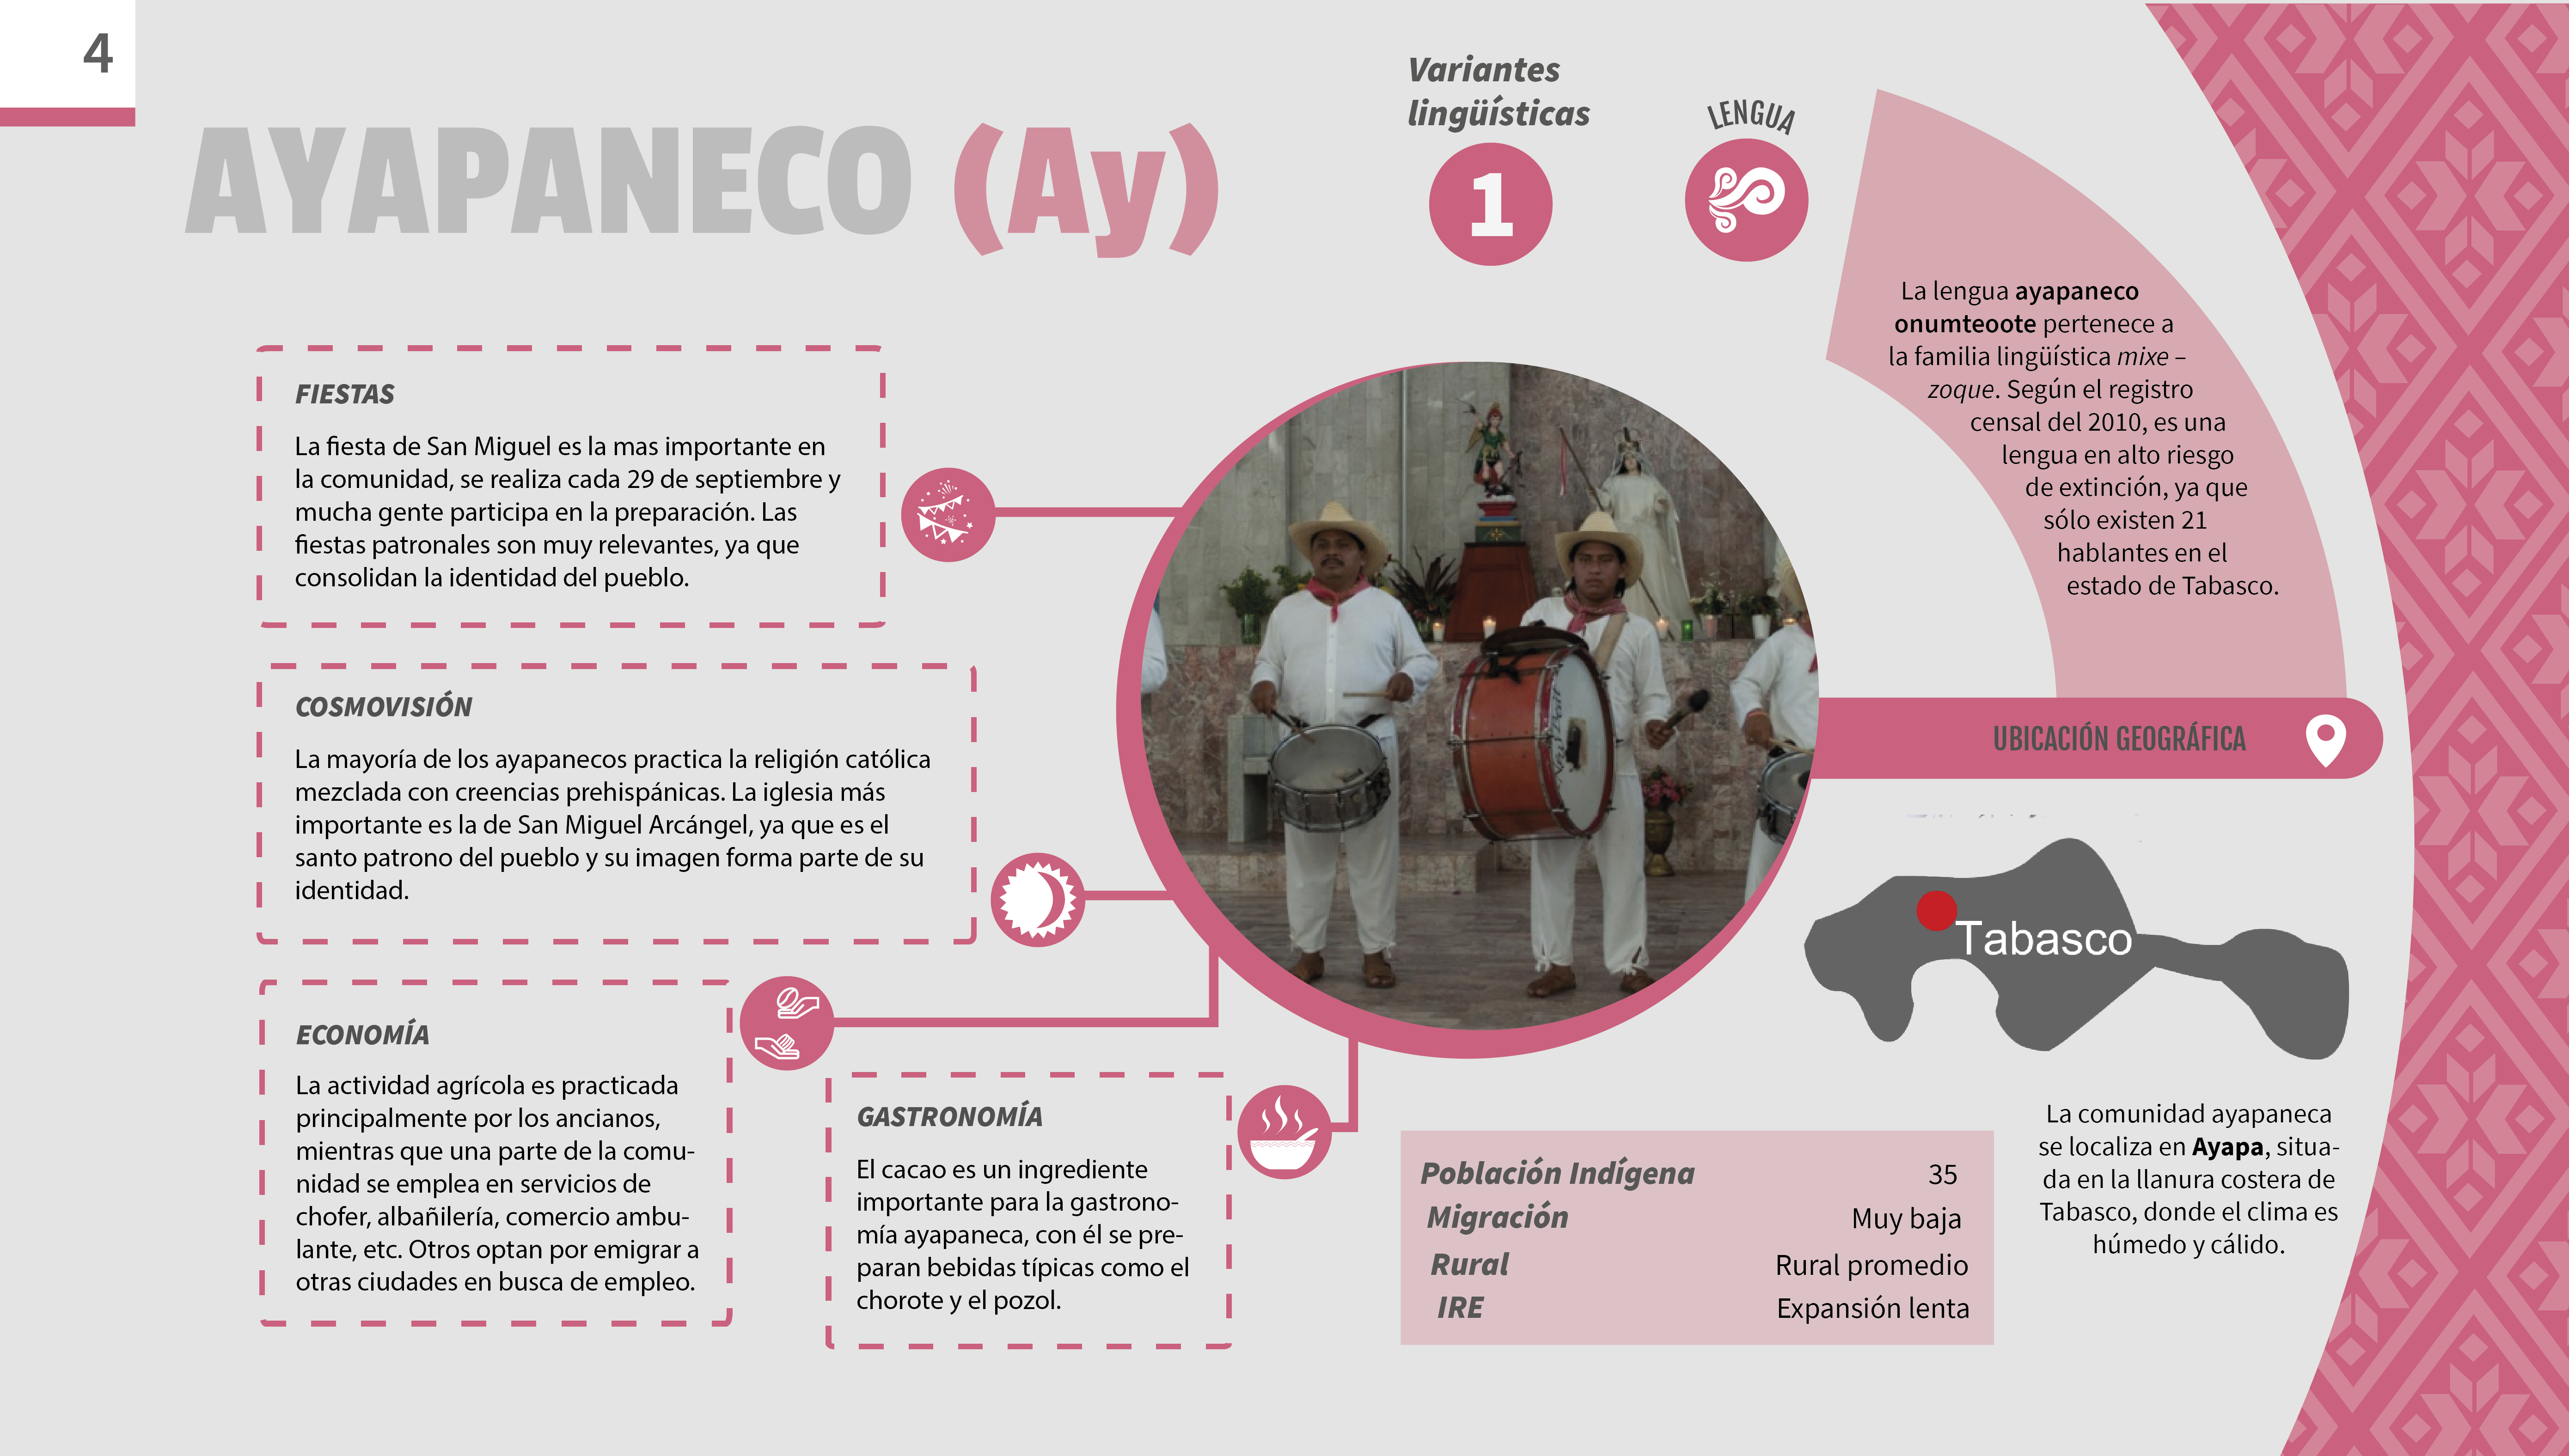 4
AYAPANECO (Ay)
Variantes
lingüísticas
1
LENGUA
La lengua ayapaneco
onumteoote pertenece a
la familia lingüística mixe –
zoque. Según el registro
censal del 2010, es una
lengua en alto riesgo
de extinción, ya que
sólo existen 21
hablantes en el
estado de Tabasco.
FIESTAS
La fiesta de San Miguel es la mas importante en
la comunidad, se realiza cada 29 de septiembre y
mucha gente participa en la preparación. Las
fiestas patronales son muy relevantes, ya que
consolidan la identidad del pueblo.
COSMOVISIÓN
La mayoría de los ayapanecos practica la religión católica
mezclada con creencias prehispánicas. La iglesia más
importante es la de San Miguel Arcángel, ya que es el
santo patrono del pueblo y su imagen forma parte de su
identidad.
ECONOMÍA
La actividad agrícola es practicada
principalmente por los ancianos,
mientras que una parte de la comu-
nidad se emplea en servicios de
chofer, albañilería, comercio ambu-
lante, etc. Otros optan por emigrar a
otras ciudades en busca de empleo.
GASTRONOMÍA
El cacao es un ingrediente
importante para la gastrono-
mía ayapaneca, con él se pre-
paran bebidas típicas como el
chorote y el pozol.
UBICACIÓN GEOGRÁFICA
Tabasco
La comunidad ayapaneca
se localiza en Ayapa, situa-
da en la llanura costera de
Tabasco, donde el clima es
húmedo y cálido.
Población Indígena 35
Migración Muy baja
Rural Rural promedio
IRE Expansión lenta